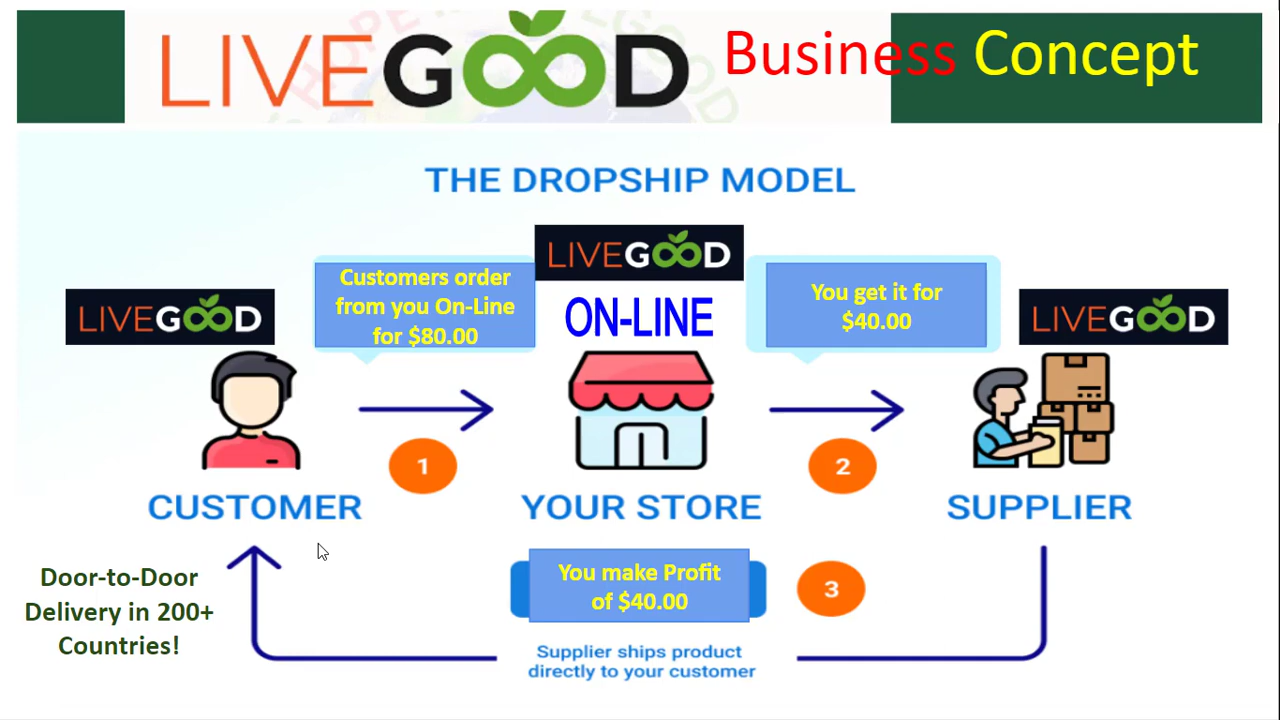 LIVEGOOD
Business Concept
THE DROPSHIP MODEL
LIVEGOOD
Customers order
from you On-Line
for $80.00
LIVEGOOD
ON-LINE
You get it for
$40.00
LIVEGOOD
1
2
CUSTOMER
YOUR STORE
SUPPLIER
Door-to-Door
Delivery in 200+
Countries!
You make Profit
of $40.00
3
Supplier ships product
directly to your customer